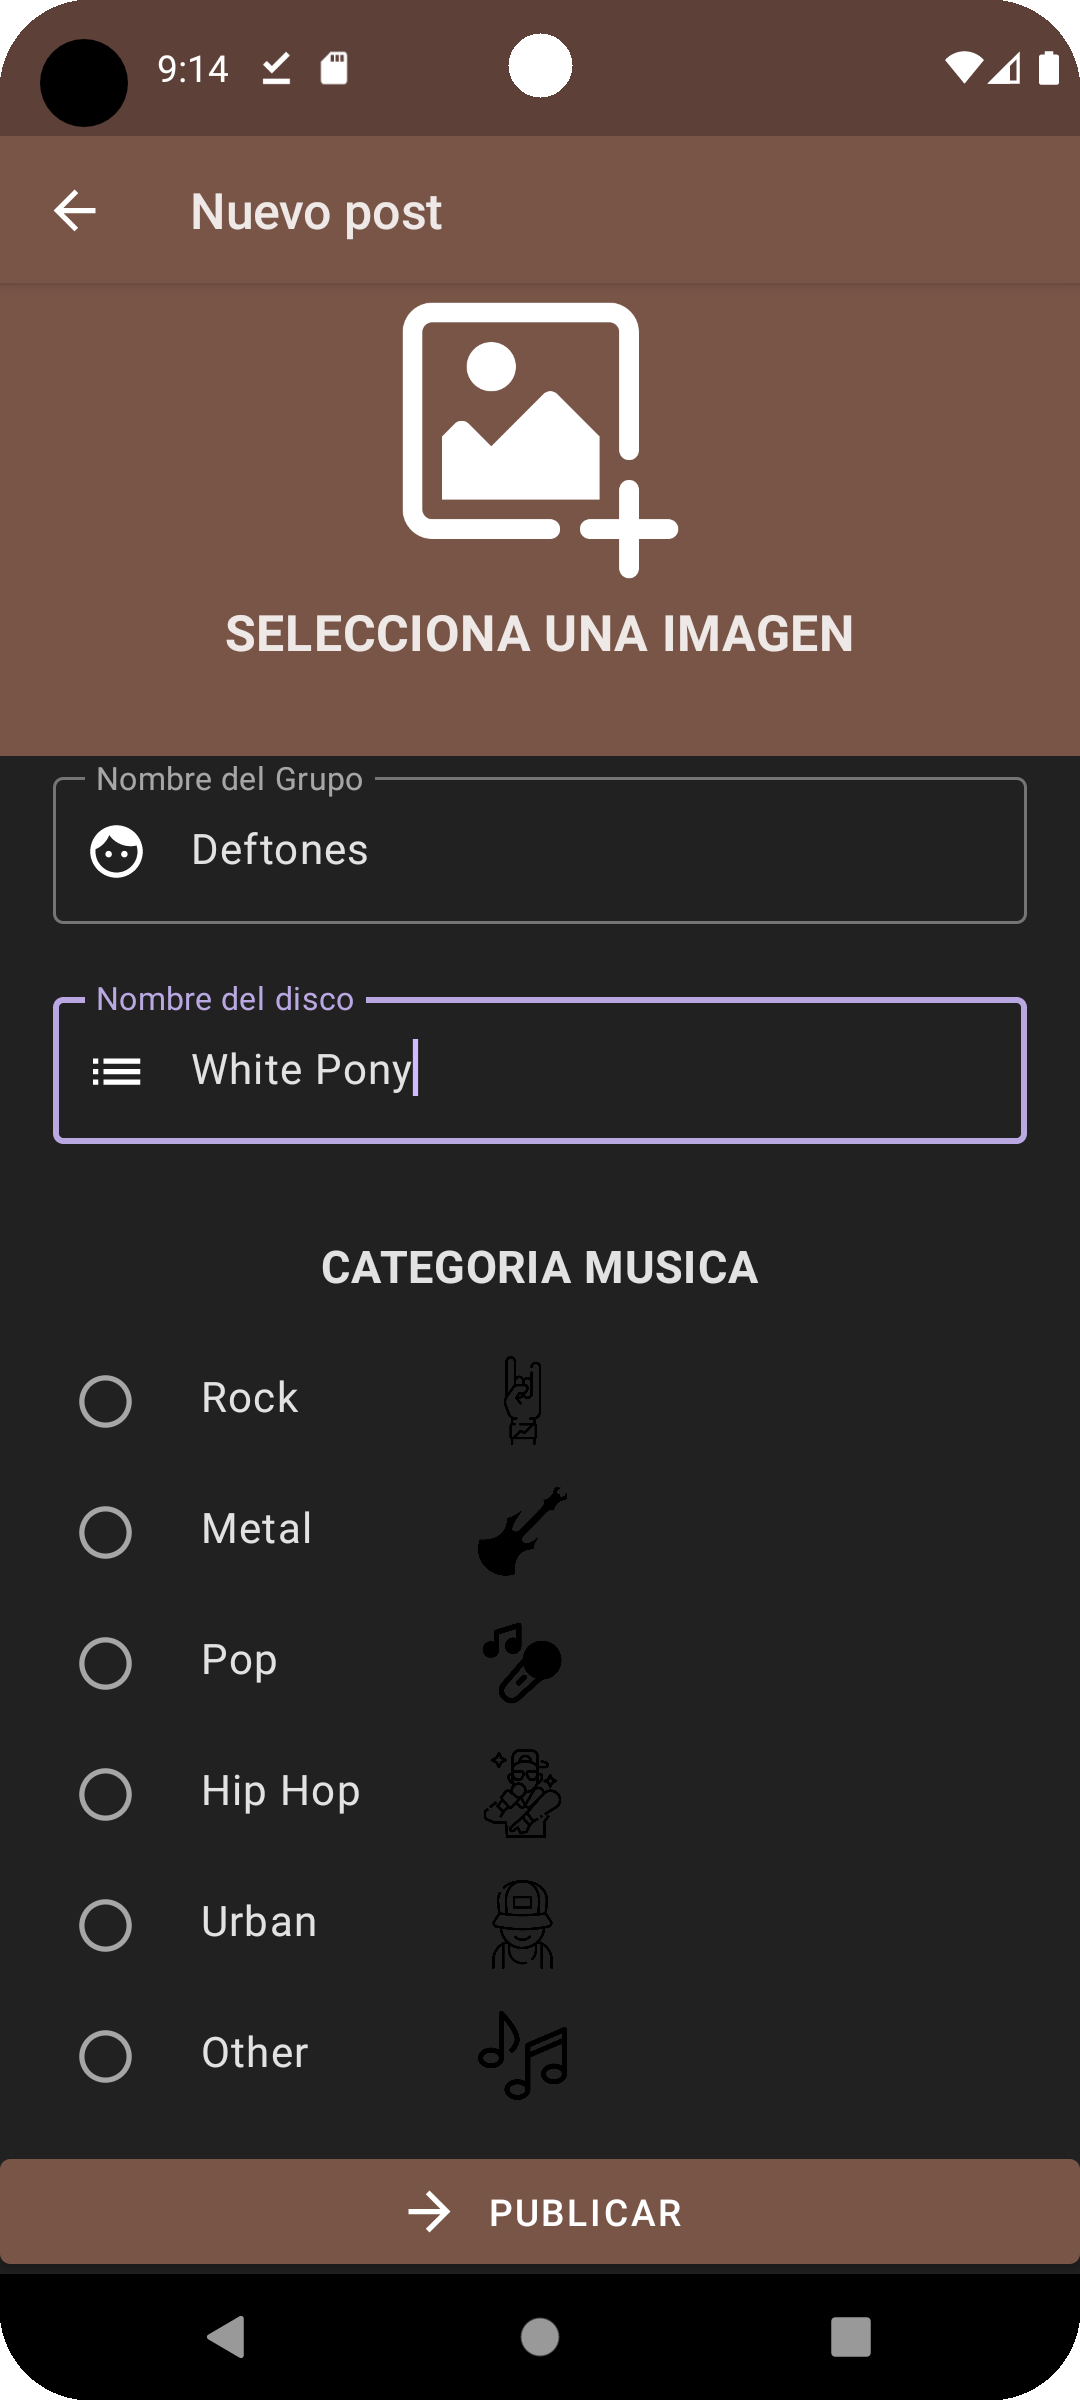 9:14
Nuevo post
SELECCIONA UNA IMAGEN
Nombre del Grupo
Deftones
Nombre del disco
White Pony
CATEGORIA MUSICA
Rock
Metal
Pop
Hip Hop
Urban
Other
PUBLICAR